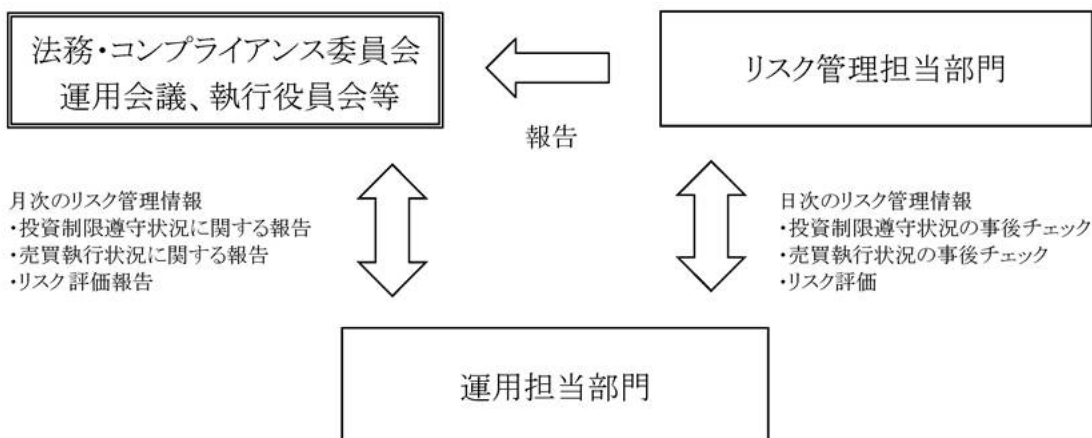 法務・コンプライアンス委員会
運用会議、執行役員会等
リスク管理担当部門
報告
月次のリスク管理情報
・投資制限遵守状況に関する報告
・売買執行状況に関する報告
・リスク評価報告
日次のリスク管理情報
・投資制限遵守状況の事後チェック
・売買執行状況の事後チェック
・リスク評価
運用担当部門